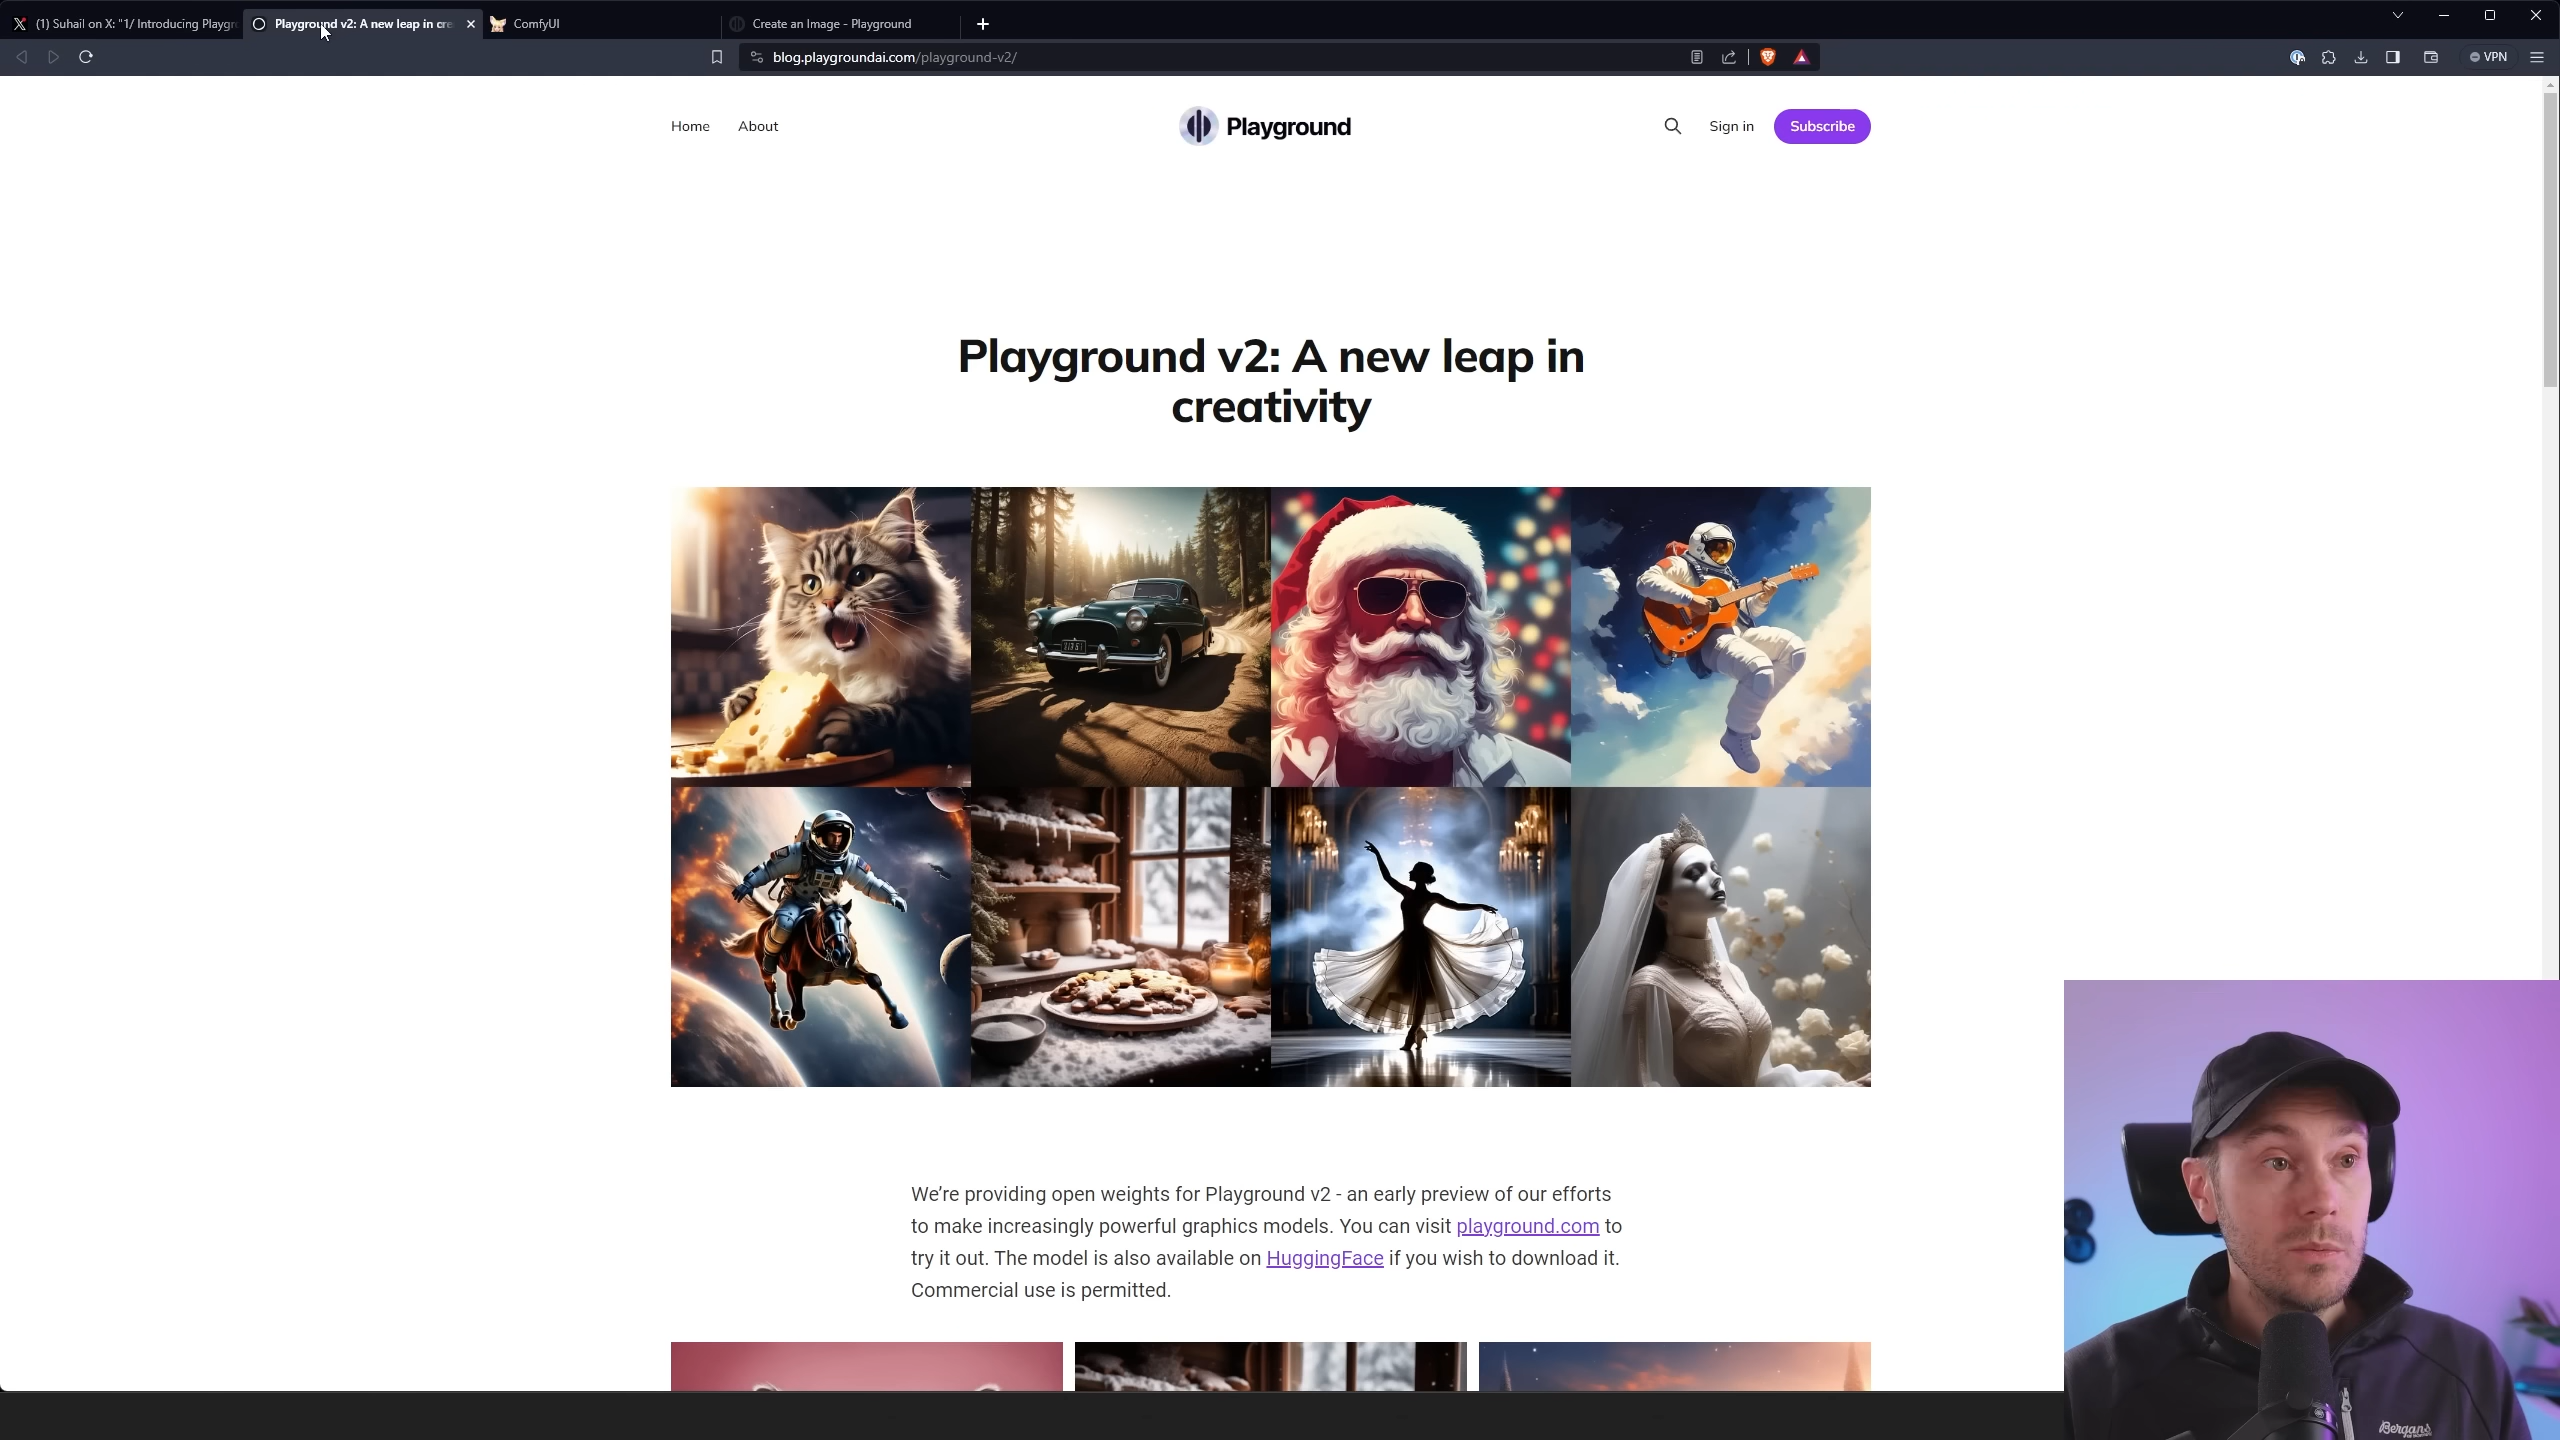 (1) Suhail on X: "1/ Introducing Playgr
Playground v2: A new leap in cre
ComfyUI
Create an Image - Playground
blog.playgroundai.com/playground-v2/
VPN
Home
About
Playground
Sign in
Subscribe
Playground v2: A new leap in
creativity
We’re providing open weights for Playground v2 - an early preview of our efforts
to make increasingly powerful graphics models. You can visit playground.com to
try it out. The model is also available on HuggingFace if you wish to download it.
Commercial use is permitted.
Bergans